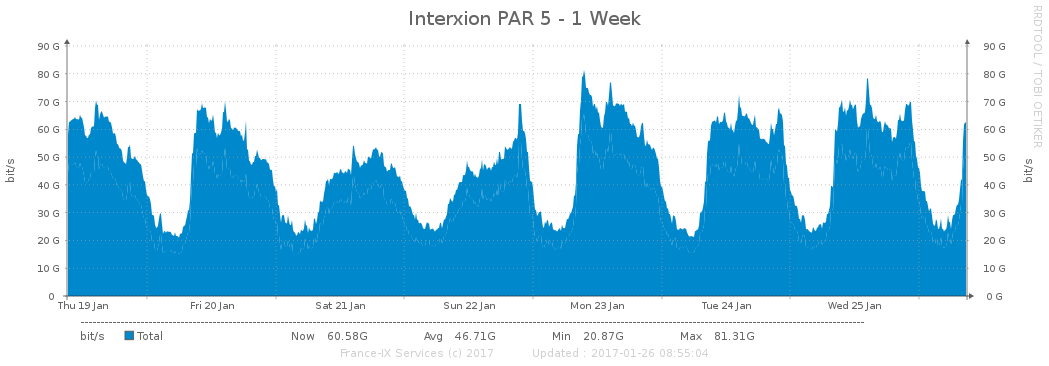 Interxion PAR 5 - 1 Week
RRDTOOL / TOBI OETIKER
90 G 90 G
80 G 80 G
70 G 70 G
60 G 60 G
50 G 50 G
40 G 40 G
30 G 30 G
20 G 20 G
10 G 10 G
0 0 G
bit/s
bit/s
Thu 19 Jan Fri 20 Jan Sat 21 Jan Sun 22 Jan Mon 23 Jan Tue 24 Jan Wed 25 Jan
bit/s Total Now 60.58G Avg 46.71G Min 20.87G Max 81.31G
France-IX Services (c) 2017 Updated : 2017-01-26 08:55:04